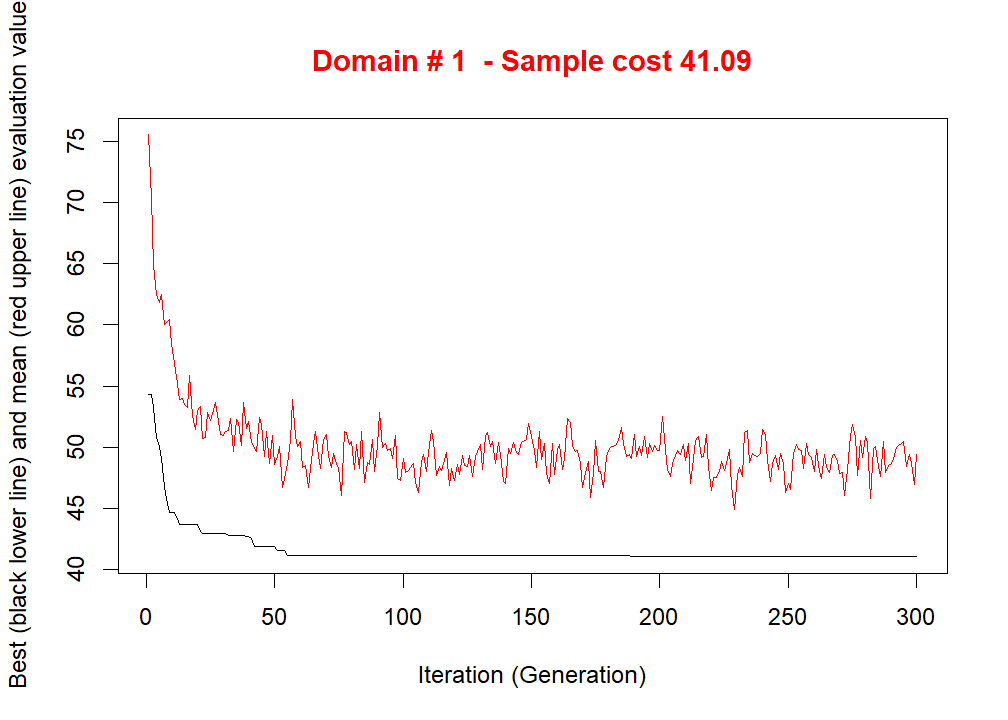 Domain # 1 - Sample cost 41.09
Best (black lower line) and mean (red upper line) evaluation value
75
70
65
60
55
50
45
40
0 50 100 150 200 250 300
Iteration (Generation)